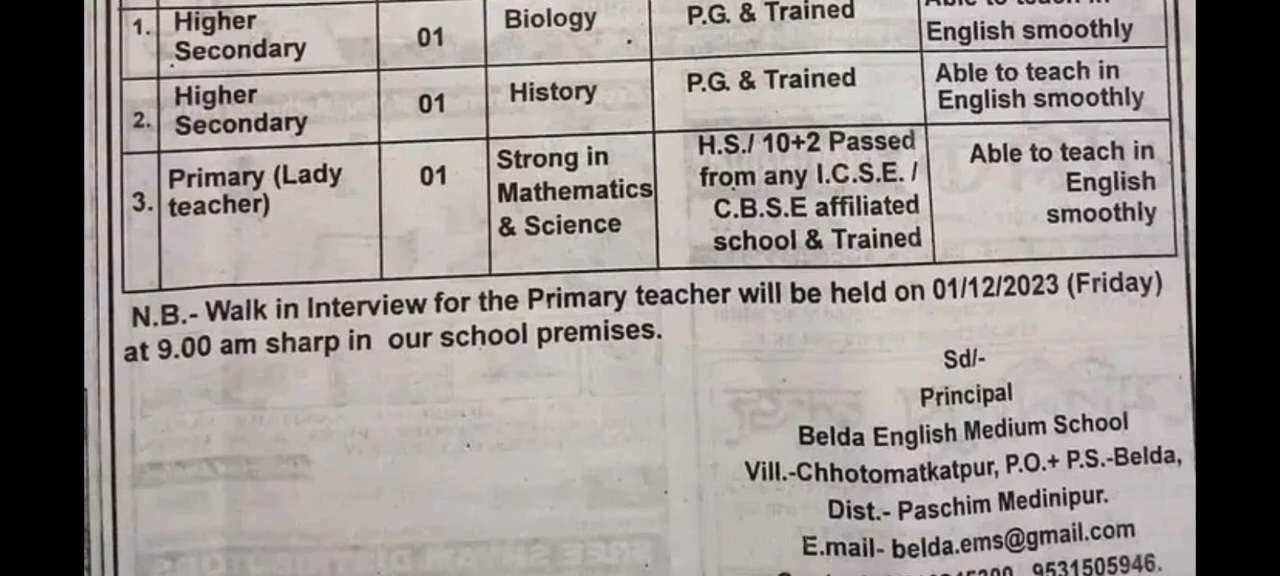 1. Higher Secondary 01 Biology P.G. & Trained English smoothly
2. Higher Secondary 01 History P.G. & Trained Able to teach in English smoothly
3. Primary (Lady teacher) 01 Strong in Mathematics & Science H.S./ 10+2 Passed from any I.C.S.E. / C.B.S.E affiliated school & Trained Able to teach in English smoothly
N.B.- Walk in Interview for the Primary teacher will be held on 01/12/2023 (Friday)
at 9.00 am sharp in our school premises.
Sd/-
Principal
Belda English Medium School
Vill.-Chhotomatkatpur, P.O.+ P.S.-Belda,
Dist.- Paschim Medinipur.
E.mail- belda.ems@gmail.com
9531505946.